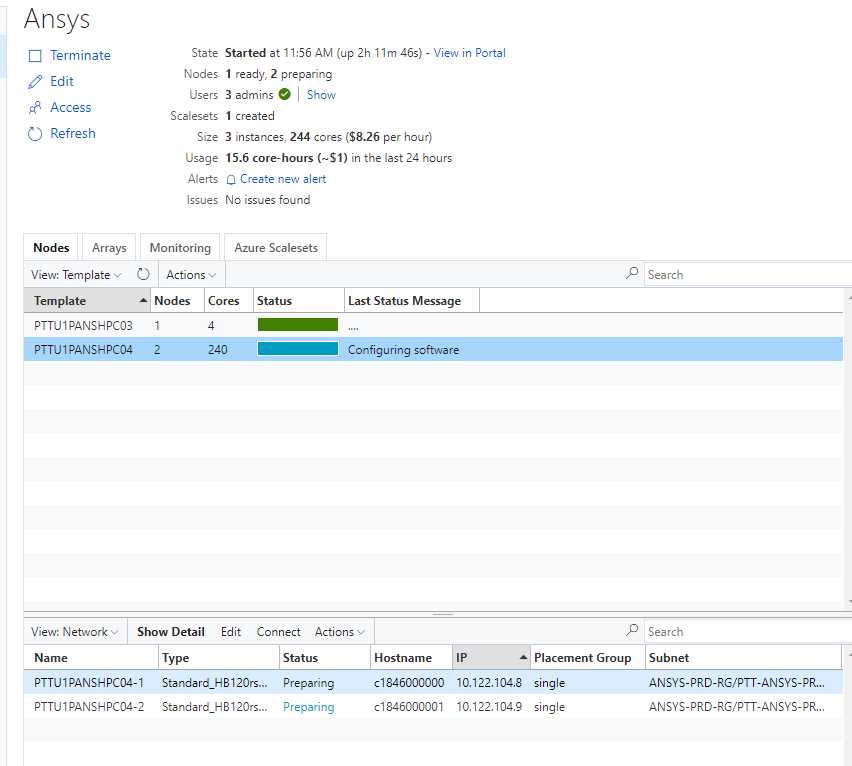 Ansys
Terminate
Edit
Access
Refresh
State Started at 11:56 AM (up 2h 11m 46s) - View in Portal
Nodes 1 ready, 2 preparing
Users 3 admins Show
Scalesets 1 created
Size 3 instances, 244 cores ($8.26 per hour)
Usage 15.6 core-hours (~$1) in the last 24 hours
Alerts Create new alert
Issues No issues found
Nodes Arrays Monitoring Azure Scalesets
View: Template Actions Search
Template Nodes Cores Status Last Status Message
PTTU1PANSHPC03 1 4 ....
PTTU1PANSHPC04 2 240 Configuring software
View: Network Show Detail Edit Connect Actions Search
Name Type Status Hostname IP Placement Group Subnet
PTTU1PANSHPC04-1 Standard_HB120rs... Preparing c1846000000 10.122.104.8 single ANSYS-PRD-RG/PTT-ANSYS-PR...
PTTU1PANSHPC04-2 Standard_HB120rs... Preparing c1846000001 10.122.104.9 single ANSYS-PRD-RG/PTT-ANSYS-PR...